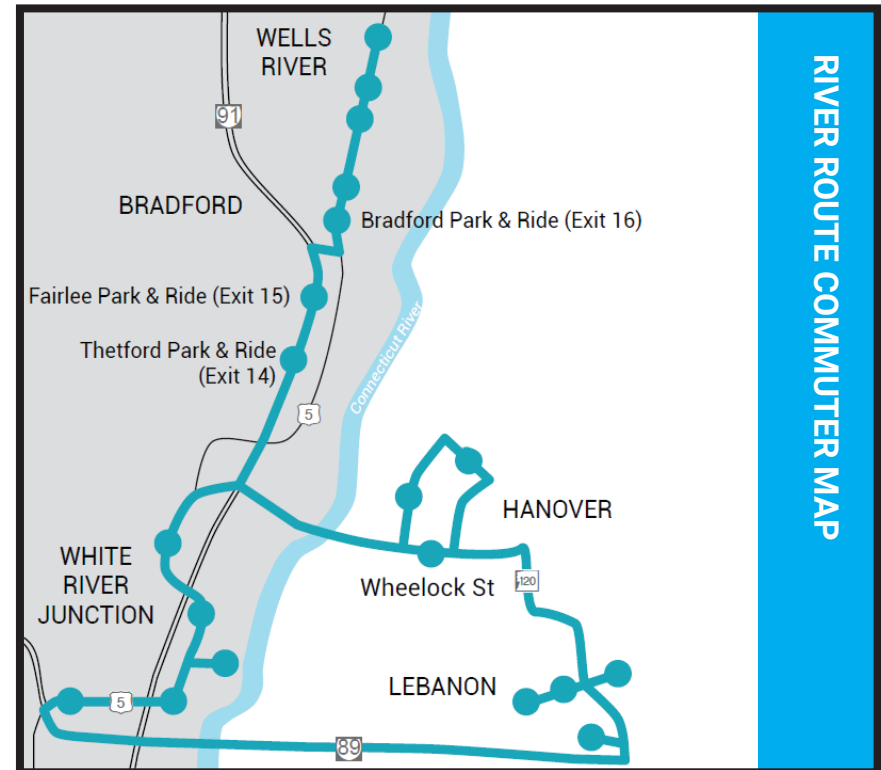 WELLS
RIVER
91
BRADFORD
Bradford Park & Ride (Exit 16)
Fairlee Park & Ride (Exit 15)
Thetford Park & Ride
(Exit 14)
Connecticut River
5
HANOVER
WHITE
RIVER
JUNCTION
Wheelock St
120
LEBANON
5
89
RIVER ROUTE COMMUTER MAP